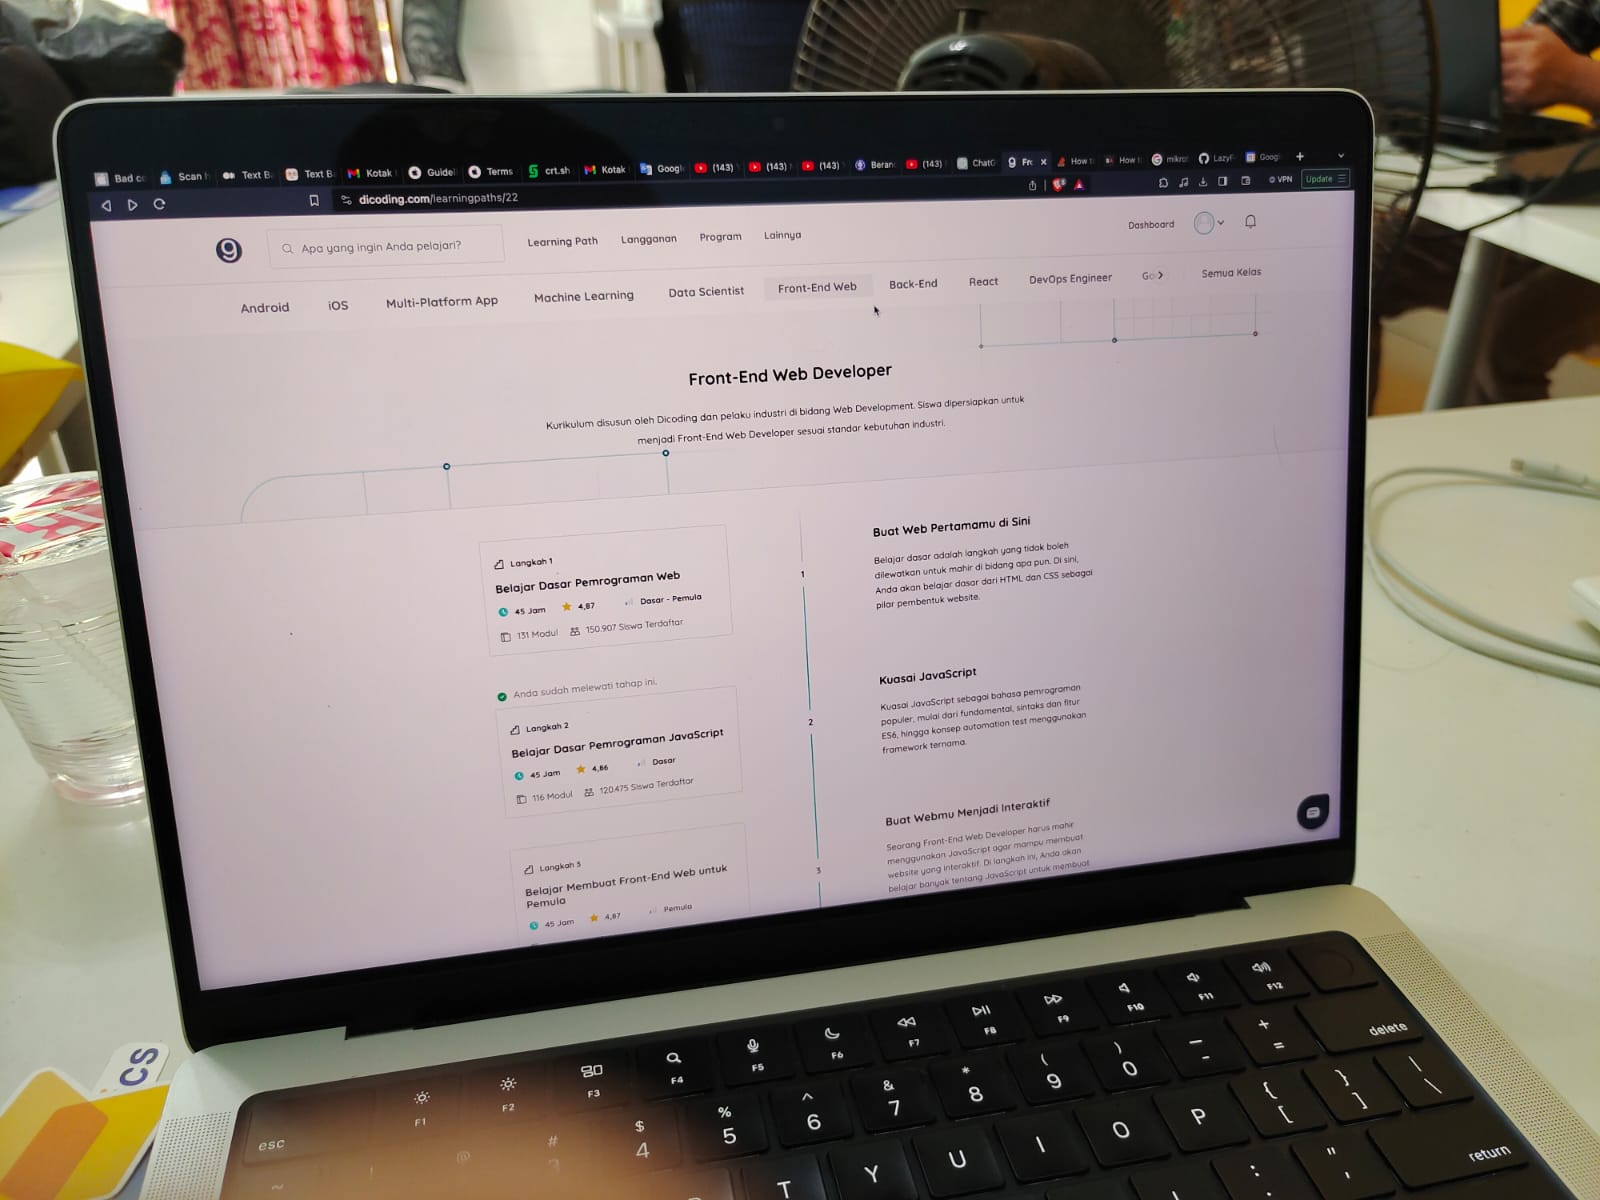 Bad c
Scan h
Text B
Text B
Kotak
Guidel
Terms
crt.sh
Kotak
Google
(143)
(143)
(143)
Beran
(143)
ChatG
Fr
How t
How t
mikro
LazyF
Goog
dicoding.com/learningpaths/22
VPN
Update
Apa yang ingin Anda pelajari?
Learning Path
Langganan
Program
Lainnya
Dashboard
Android
iOS
Multi-Platform App
Machine Learning
Data Scientist
Front-End Web
Back-End
React
DevOps Engineer
Go
Semua Kelas
Front-End Web Developer
Kurikulum disusun oleh Dicoding dan pelaku industri di bidang Web Development. Siswa dipersiapkan untuk
menjadi Front-End Web Developer sesuai standar kebutuhan industri.
Langkah 1
Belajar Dasar Pemrograman Web
45 Jam 4,87 Dasar - Pemula
131 Modul 150.907 Siswa Terdaftar
1
Buat Web Pertamamu di Sini
Belajar dasar adalah langkah yang tidak boleh
dilewatkan untuk mahir di bidang apa pun. Di sini,
Anda akan belajar dasar dari HTML dan CSS sebagai
pilar pembentuk website.
Anda sudah melewati tahap ini.
Langkah 2
Belajar Dasar Pemrograman JavaScript
45 Jam 4,86 Dasar
116 Modul 120.475 Siswa Terdaftar
2
Kuasai JavaScript
Kuasai JavaScript sebagai bahasa pemrograman
populer, mulai dari fundamental, sintaks dan fitur
ES6, hingga konsep automation test menggunakan
framework ternama.
Langkah 3
Belajar Membuat Front-End Web untuk
Pemula
45 Jam 4,87 Pemula
3
Buat Webmu Menjadi Interaktif
Seorang Front-End Web Developer harus mahir
menggunakan JavaScript agar mampu membuat
website yang interaktif. Di langkah ini, Anda akan
belajar banyak tentang JavaScript untuk membuat
CS
esc
F1
F2
F3
F4
F5
F6
F7
F8
F9
F10
F11
F12
@
# 3
$ 4
% 5
^ 6
& 7
* 8
( 9
) 0
_ -
+ =
delete
T
Y
U
I
O
P
{ [
} ]
| \
return